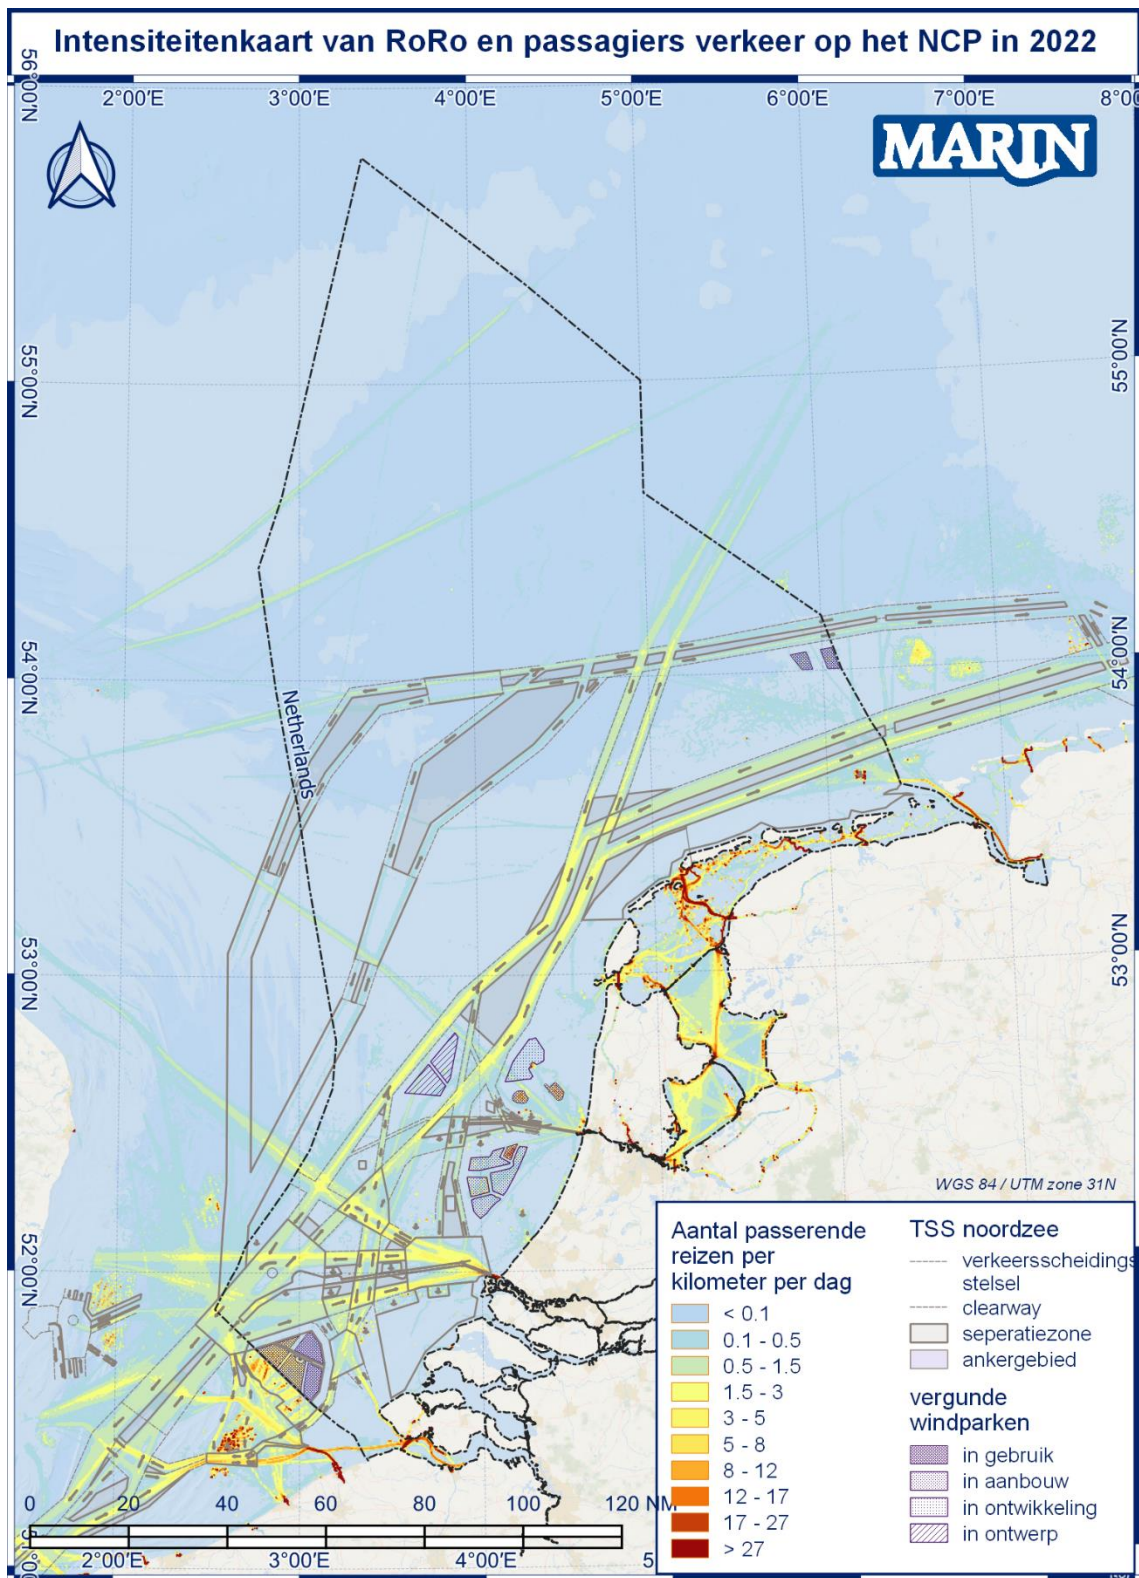 Intensiteitenkaart van RoRo en passagiers verkeer op het NCP in 2022
56°00'N
2°00'E 3°00'E 4°00'E 5°00'E 6°00'E 7°00'E 8°0
MARIN
55°00'N
55°00'N
54°00'N
54°00'N
Netherlands
53°00'N
53°00'N
WGS 84 / UTM zone 31N
52°00'N
Aantal passerende
reizen per
kilometer per dag
< 0.1
0.1 - 0.5
0.5 - 1.5
1.5 - 3
3 - 5
5 - 8
8 - 12
12 - 17
17 - 27
> 27
TSS noordzee
verkeersscheidings
stelsel
clearway
seperatiezone
ankergebied
vergunde
windparken
in gebruik
in aanbouw
in ontwikkeling
in ontwerp
0 20 40 60 80 100 120 NM
2°00'E 3°00'E 4°00'E 5